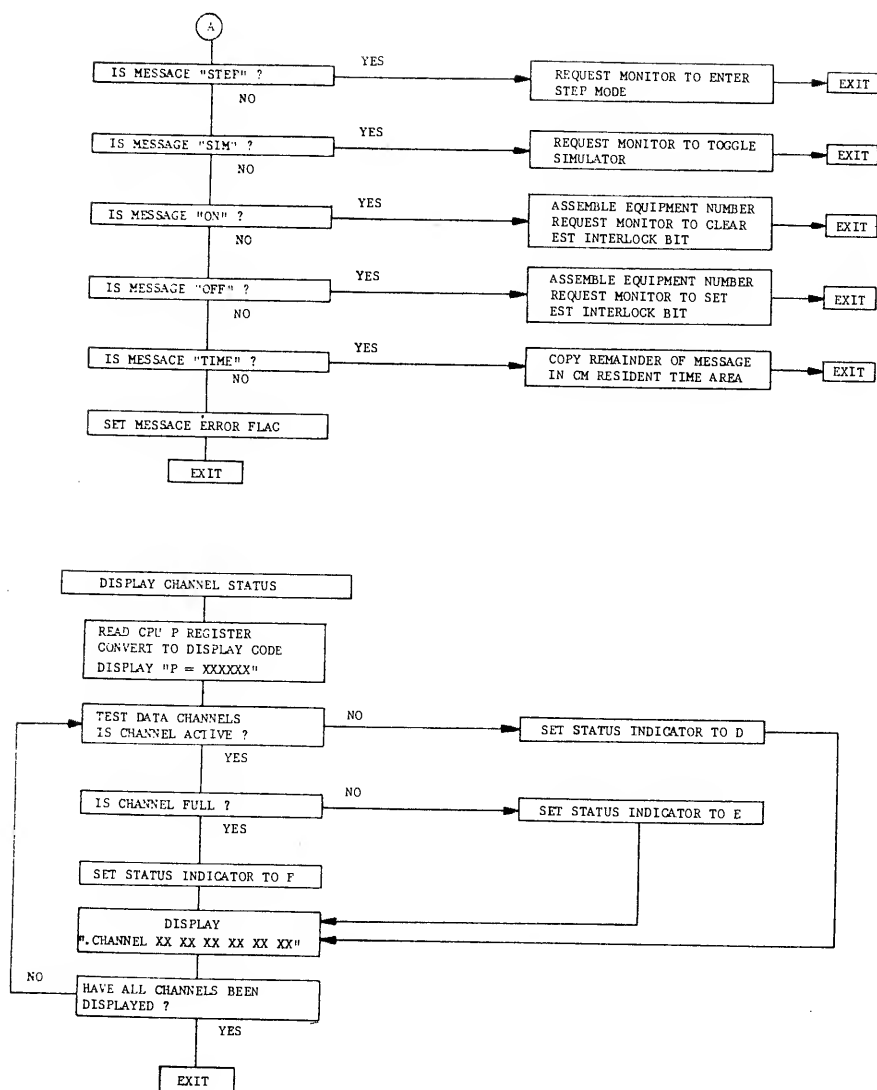 A
IS MESSAGE "STEP" ?
YES
REQUEST MONITOR TO ENTER
STEP MODE
EXIT
NO
IS MESSAGE "SIM" ?
YES
REQUEST MONITOR TO TOGGLE
SIMULATOR
EXIT
NO
IS MESSAGE "ON" ?
YES
ASSEMBLE EQUIPMENT NUMBER
REQUEST MONITOR TO CLEAR
EST INTERLOCK BIT
EXIT
NO
IS MESSAGE "OFF" ?
YES
ASSEMBLE EQUIPMENT NUMBER
REQUEST MONITOR TO SET
EST INTERLOCK BIT
EXIT
NO
IS MESSAGE "TIME" ?
YES
COPY REMAINDER OF MESSAGE
IN CM RESIDENT TIME AREA
EXIT
NO
SET MESSAGE ERROR FLAG
EXIT
DISPLAY CHANNEL STATUS
READ CPU P REGISTER
CONVERT TO DISPLAY CODE
DISPLAY "P = XXXXXX"
TEST DATA CHANNELS
IS CHANNEL ACTIVE ?
NO
SET STATUS INDICATOR TO D
YES
IS CHANNEL FULL ?
NO
SET STATUS INDICATOR TO E
YES
SET STATUS INDICATOR TO F
DISPLAY
".CHANNEL XX XX XX XX XX XX"
NO
HAVE ALL CHANNELS BEEN
DISPLAYED ?
YES
EXIT